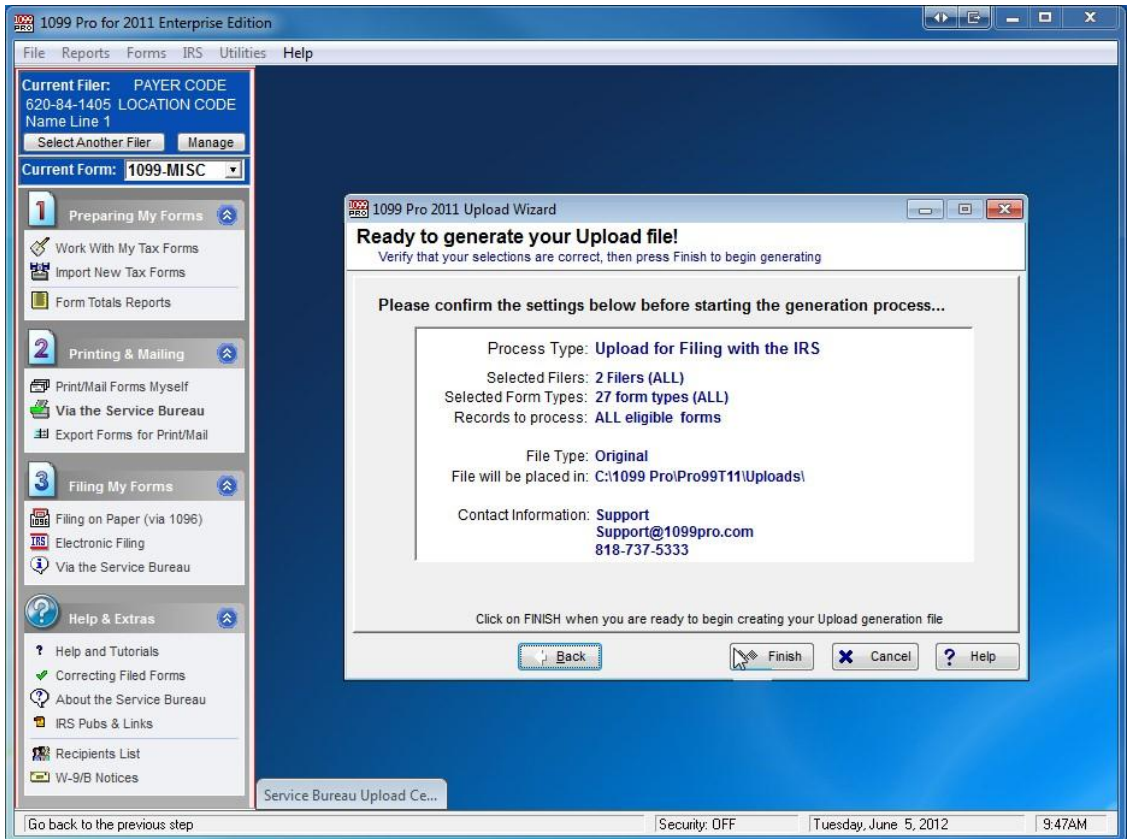 1099 PRO
1099 Pro for 2011 Enterprise Edition
File Reports Forms IRS Utilities Help
Current Filer: PAYER CODE
620-84-1405 LOCATION CODE
Name Line 1
Select Another Filer Manage
Current Form: 1099-MISC
1 Preparing My Forms
Work With My Tax Forms
Import New Tax Forms
Form Totals Reports
2 Printing & Mailing
Print/Mail Forms Myself
Via the Service Bureau
Export Forms for Print/Mail
3 Filing My Forms
1096 Filing on Paper (via 1096)
IRS Electronic Filing
Via the Service Bureau
? Help & Extras
? Help and Tutorials
Correcting Filed Forms
? About the Service Bureau
IRS Pubs & Links
Recipients List
W-9/B Notices
1099 PRO
1099 Pro 2011 Upload Wizard
Ready to generate your Upload file!
Verify that your selections are correct, then press Finish to begin generating
Please confirm the settings below before starting the generation process...
Process Type: Upload for Filing with the IRS
Selected Filers: 2 Filers (ALL)
Selected Form Types: 27 form types (ALL)
Records to process: ALL eligible forms
File Type: Original
File will be placed in: C:\1099 Pro\Pro99T11\Uploads\
Contact Information: Support
Support@1099pro.com
818-737-5333
Click on FINISH when you are ready to begin creating your Upload generation file
Back Finish Cancel ? Help
Service Bureau Upload Ce...
Go back to the previous step Security: OFF Tuesday, June 5, 2012 9:47AM